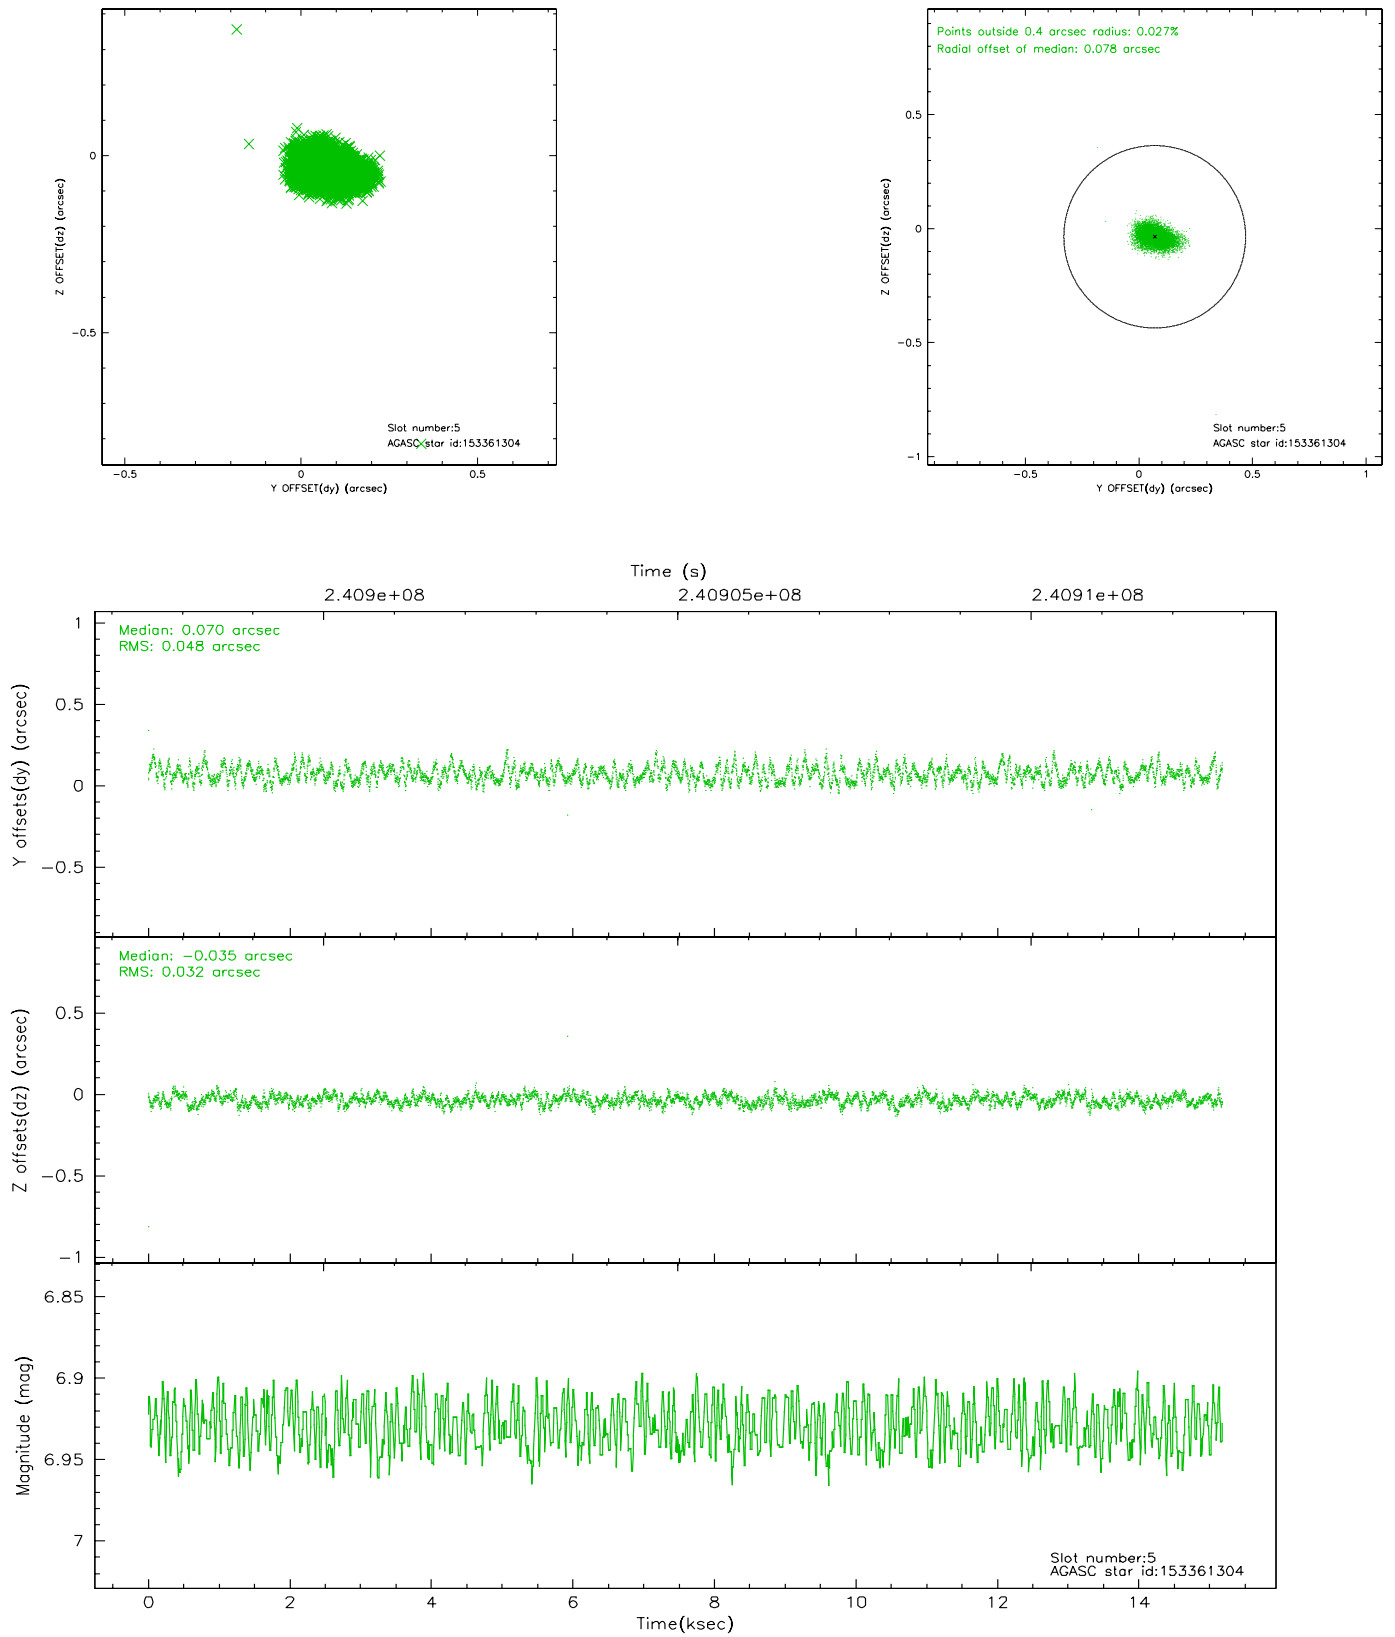 0
−0.5
−0.5
0
0.5
Z OFFSET(dz) (arcsec)
Y OFFSET(dy) (arcsec)
Slot number:5
AGASC star id:153361304
Points outside 0.4 arcsec radius: 0.027%
Radial offset of median: 0.078 arcsec
0.5
0
−0.5
−1
−0.5
0
0.5
1
Z OFFSET(dz) (arcsec)
Y OFFSET(dy) (arcsec)
Slot number:5
AGASC star id:153361304
Time (s)
2.409e+08
2.40905e+08
2.4091e+08
Median: 0.070 arcsec
RMS: 0.048 arcsec
1
0.5
0
−0.5
Y offsets(dy) (arcsec)
Median: −0.035 arcsec
RMS: 0.032 arcsec
0.5
0
−0.5
−1
Z offsets(dz) (arcsec)
6.85
6.9
6.95
7
Magnitude (mag)
Slot number:5
AGASC star id:153361304
0
2
4
6
8
10
12
14
Time(ksec)